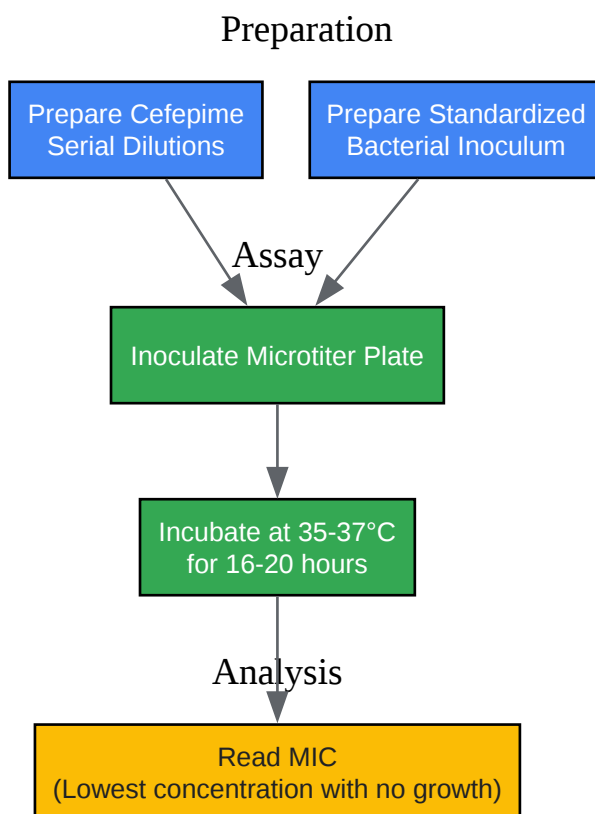 Preparation
Prepare Cefepime
Serial Dilutions
Prepare Standardized
Bacterial Inoculum
Assay
Inoculate Microtiter Plate
Incubate at 35-37°C
for 16-20 hours
Analysis
Read MIC
(Lowest concentration with no growth)